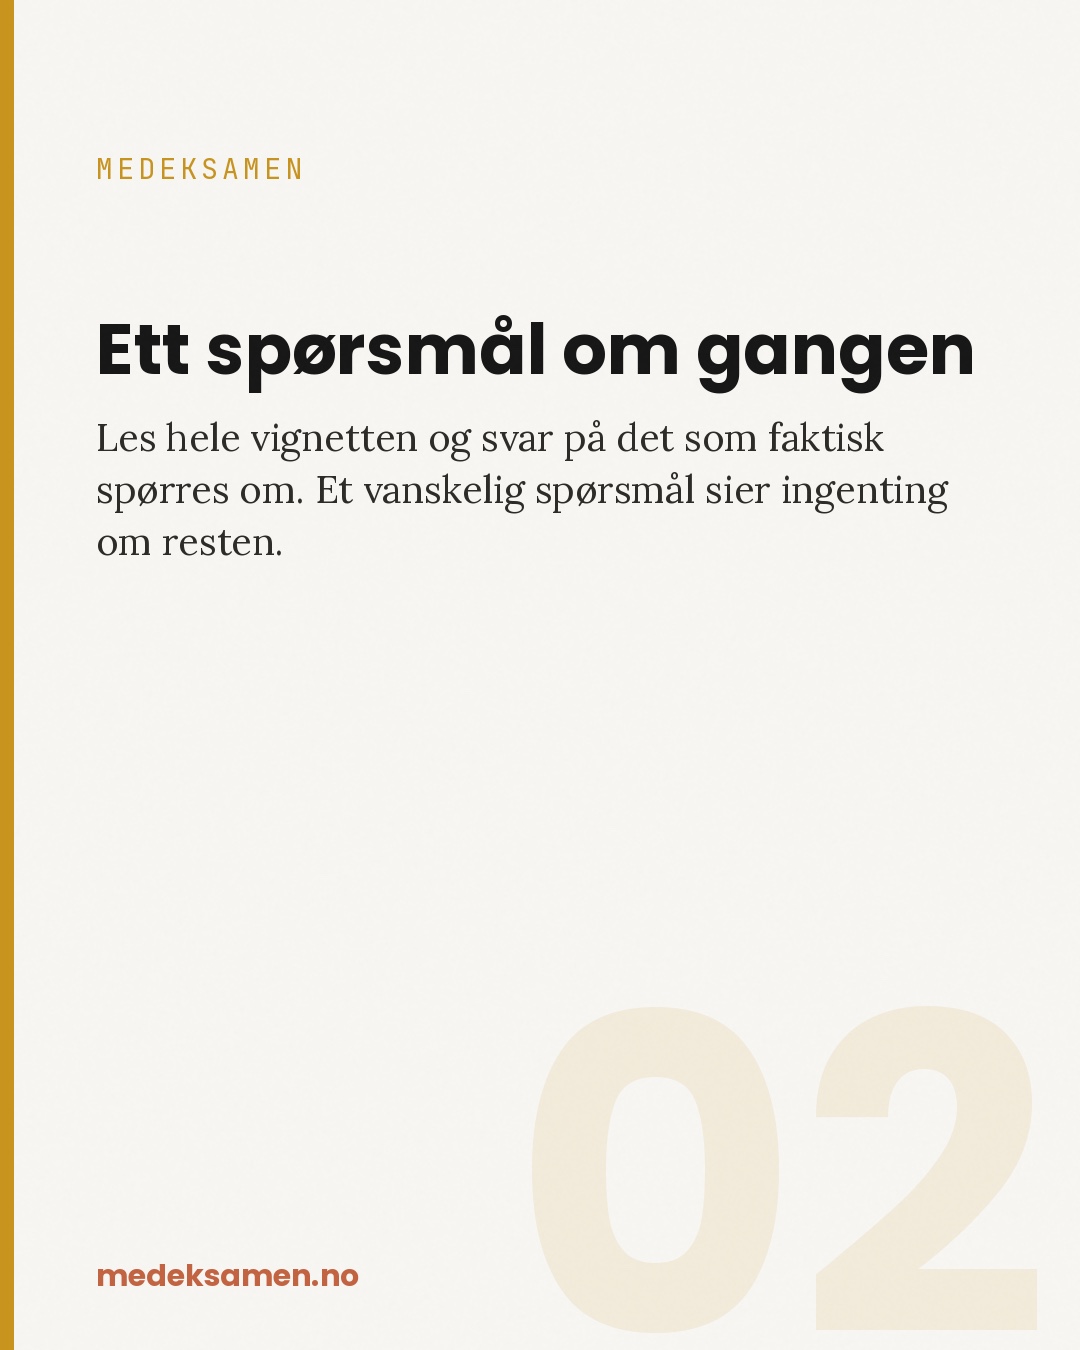 MEDEKSAMEN
Ett spørsmål om gangen
Les hele vignetten og svar på det som faktisk
spørres om. Et vanskelig spørsmål sier ingenting
om resten.
02
medeksamen.no